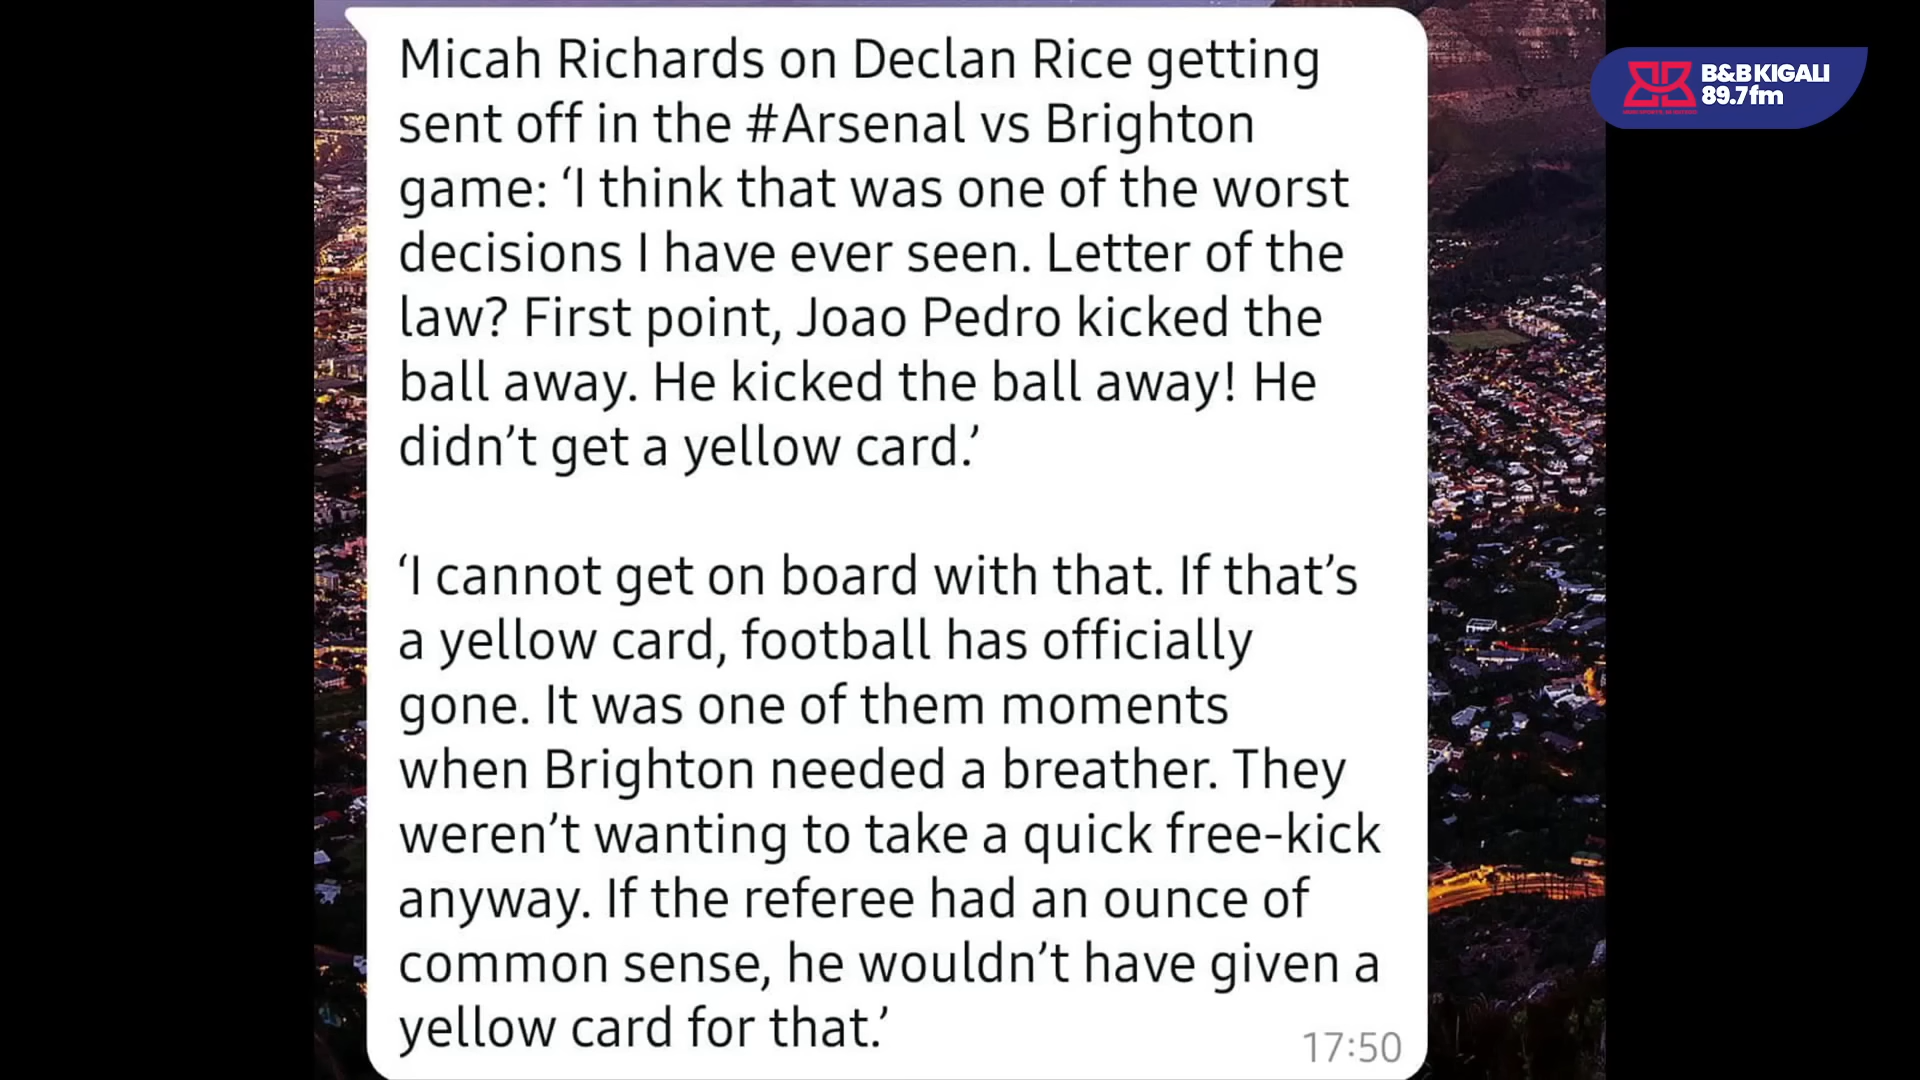 Micah Richards on Declan Rice getting
sent off in the #Arsenal vs Brighton
game: ‘I think that was one of the worst
decisions I have ever seen. Letter of the
law? First point, Joao Pedro kicked the
ball away. He kicked the ball away! He
didn’t get a yellow card.’
‘I cannot get on board with that. If that’s
a yellow card, football has officially
gone. It was one of them moments
when Brighton needed a breather. They
weren’t wanting to take a quick free-kick
anyway. If the referee had an ounce of
common sense, he wouldn’t have given a
yellow card for that.’
17:50
B&B KIGALI
89.7fm